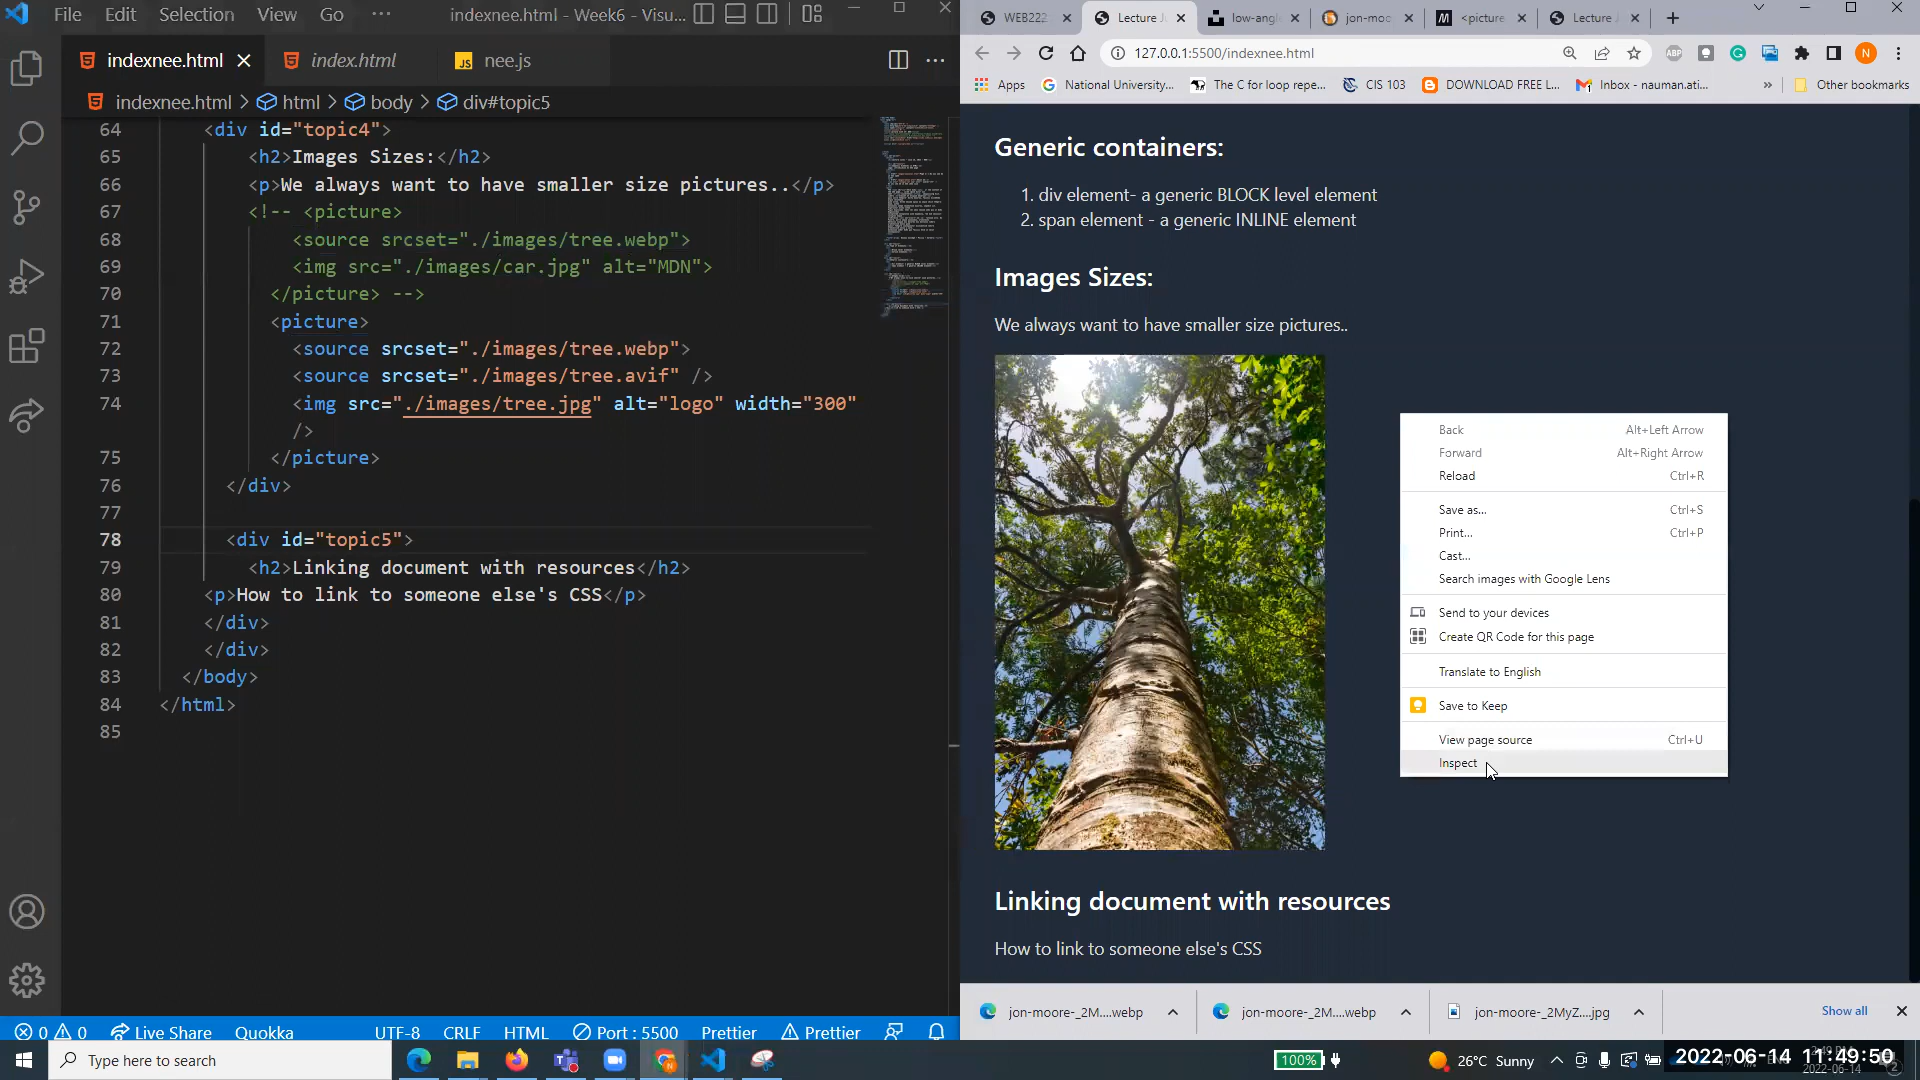 File Edit Selection View Go ··· indexnee.html - Week6 - Visu...
indexnee.html index.html nee.js
indexnee.html > html > body > div#topic5
64 <div id="topic4">
65 <h2>Images Sizes:</h2>
66 <p>We always want to have smaller size pictures..</p>
67 <!-- <picture>
68 <source srcset="./images/tree.webp">
69 <img src="./images/car.jpg" alt="MDN">
70 </picture> -->
71 <picture>
72 <source srcset="./images/tree.webp">
73 <source srcset="./images/tree.avif" />
74 <img src="./images/tree.jpg" alt="logo" width="300"
/>
75 </picture>
76 </div>
77
78 <div id="topic5">
79 <h2>Linking document with resources</h2>
80 <p>How to link to someone else's CSS</p>
81 </div>
82 </div>
83 </body>
84 </html>
85
0 0 Live Share Quokka UTF-8 CRLF HTML Port : 5500 Prettier Prettier
WEB222 Lecture J low-angl jon-moo <picture Lecture J
127.0.0.1:5500/indexnee.html
Apps National University... The C for loop repe... CIS 103 DOWNLOAD FREE L... Inbox - nauman.ati... » Other bookmarks
Generic containers:
1. div element- a generic BLOCK level element
2. span element - a generic INLINE element
Images Sizes:
We always want to have smaller size pictures..
Back Alt+Left Arrow
Forward Alt+Right Arrow
Reload Ctrl+R
Save as... Ctrl+S
Print... Ctrl+P
Cast...
Search images with Google Lens
Send to your devices
Create QR Code for this page
Translate to English
Save to Keep
View page source Ctrl+U
Inspect
Linking document with resources
How to link to someone else's CSS
jon-moore-_2M....webp jon-moore-_2M....webp jon-moore-_2MyZ....jpg Show all
Type here to search 100% 26°C Sunny 2022-06-14 11:49:50
2022-06-14